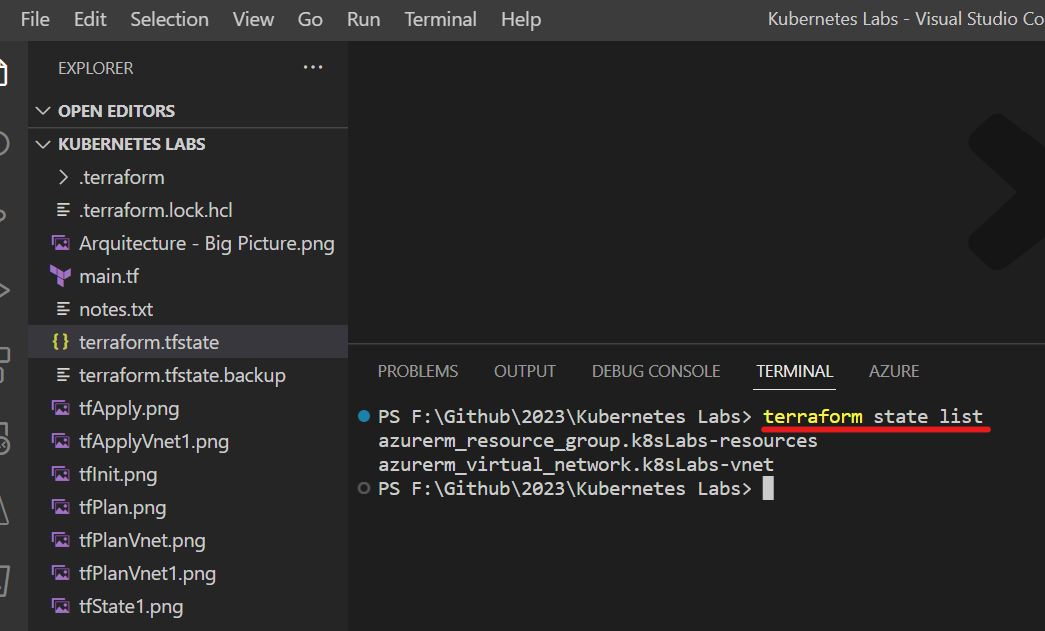 File Edit Selection View Go Run Terminal Help Kubernetes Labs - Visual Studio Co
EXPLORER ...
OPEN EDITORS
KUBERNETES LABS
.terraform
.terraform.lock.hcl
Arquitecture - Big Picture.png
main.tf
notes.txt
{} terraform.tfstate
terraform.tfstate.backup
tfApply.png
tfApplyVnet1.png
tfInit.png
tfPlan.png
tfPlanVnet.png
tfPlanVnet1.png
tfState1.png
PROBLEMS OUTPUT DEBUG CONSOLE TERMINAL AZURE
PS F:\Github\2023\Kubernetes Labs> terraform state list
azurerm_resource_group.k8sLabs-resources
azurerm_virtual_network.k8sLabs-vnet
PS F:\Github\2023\Kubernetes Labs>